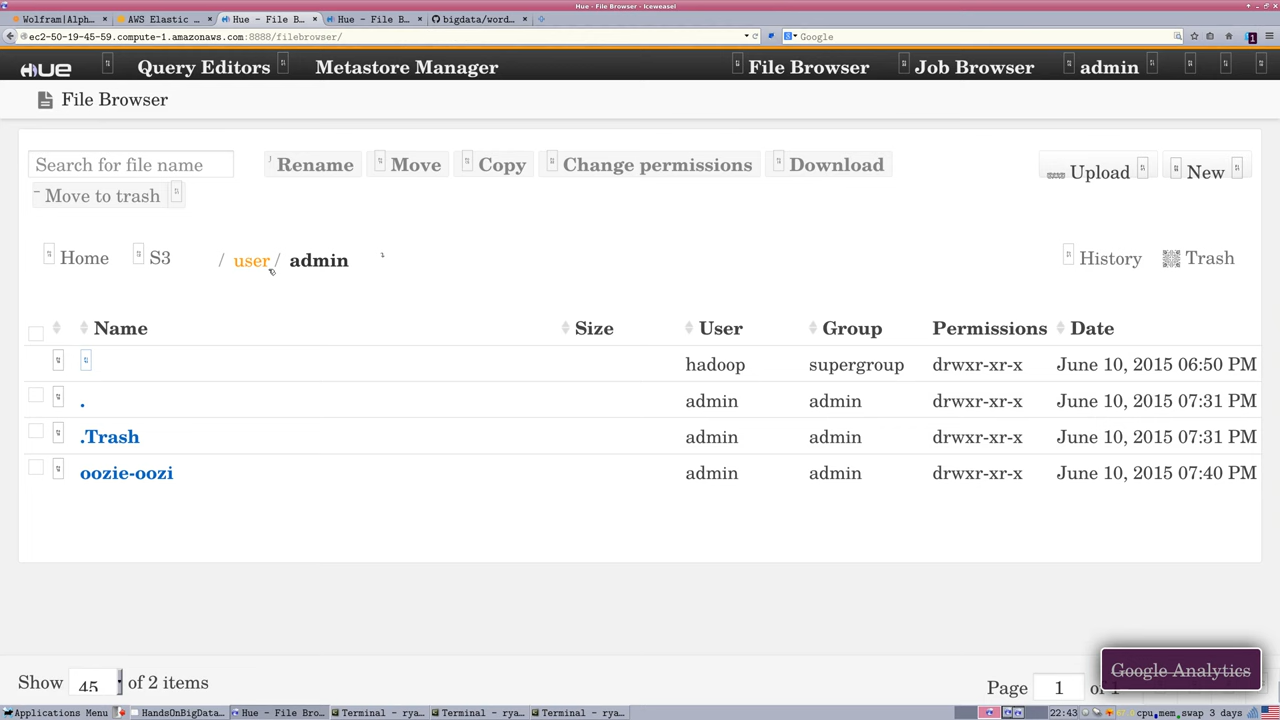 Hue - File Browser - Iceweasel
Wolfram|Alph... AWS Elastic ... Hue - File B... Hue - File B... bigdata/word...
ec2-50-19-45-59.compute-1.amazonaws.com:8888/filebrowser/ Google
HUE Query Editors Metastore Manager File Browser Job Browser admin
File Browser
Search for file name Rename Move Copy Change permissions Download Upload New
Move to trash
Home S3 / user / admin History Trash
Name Size User Group Permissions Date
hadoop supergroup drwxr-xr-x June 10, 2015 06:50 PM
. admin admin drwxr-xr-x June 10, 2015 07:31 PM
.Trash admin admin drwxr-xr-x June 10, 2015 07:31 PM
oozie-oozi admin admin drwxr-xr-x June 10, 2015 07:40 PM
Google Analytics
Show 45 of 2 items Page 1 of 1
Applications Menu HandsOnBigData... Hue - File Bro... Terminal - rya... Terminal - rya... Terminal - rya... 22:43 cpu mem swap 3 days